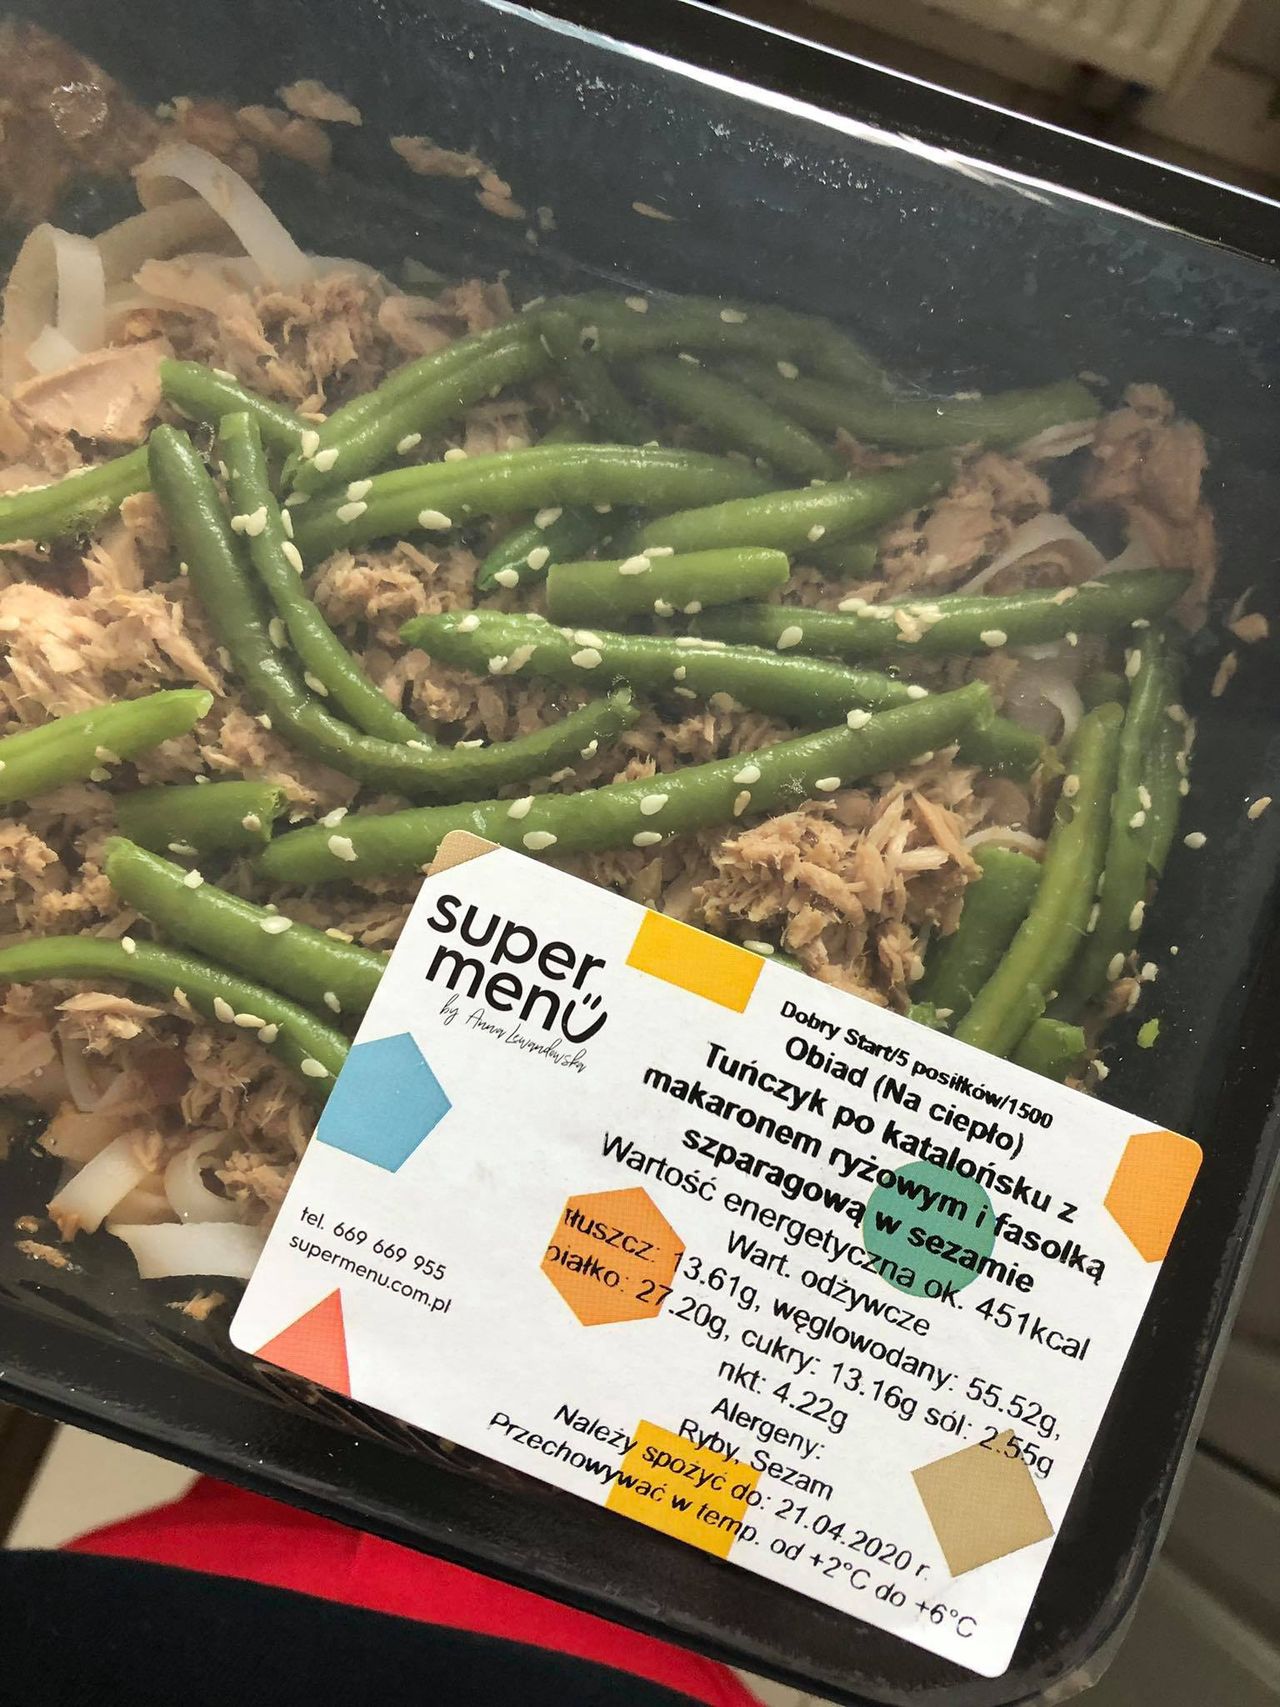 super
menu
by Anna Lewandowska
Dobry Start/5 posiłków/1500
Obiad (Na ciepło)
Tuńczyk po katalońsku z
makaronem ryżowym i fasolką
szparagową w sezamie
Wartość energetyczna ok. 451kcal
Wart. odżywcze
tłuszcz: 13.61g, węglowodany: 55.52g,
białko: 27.20g, cukry: 13.16g sól: 2.55g
nkt: 4.22g
Alergeny:
Ryby, Sezam
Należy spożyć do: 21.04.2020 r.
Przechowywać w temp. od +2°C do +6°C
tel. 669 669 955
supermenu.com.pl